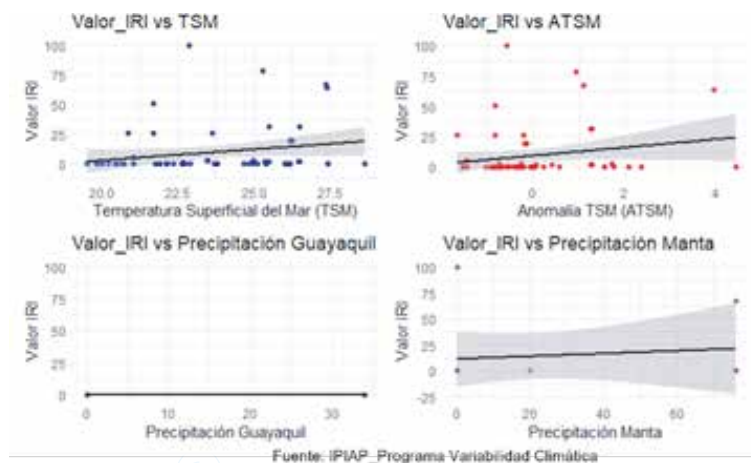 Valor_IRI vs TSM
Valor IRI
100
75
50
25
0
20.0
22.5
25.0
27.5
Temperatura Superficial del Mar (TSM)
Valor_IRI vs ATSM
Valor IRI
100
75
50
25
0
0
2
4
Anomalía TSM (ATSM)
Valor_IRI vs Precipitación Guayaquil
Valor IRI
100
75
50
25
0
0
10
20
30
Precipitación Guayaquil
Valor_IRI vs Precipitación Manta
Valor IRI
100
75
50
25
0
-25
0
20
40
60
Precipitación Manta
Fuente: IPIAP_Programa Variabilidad Climática